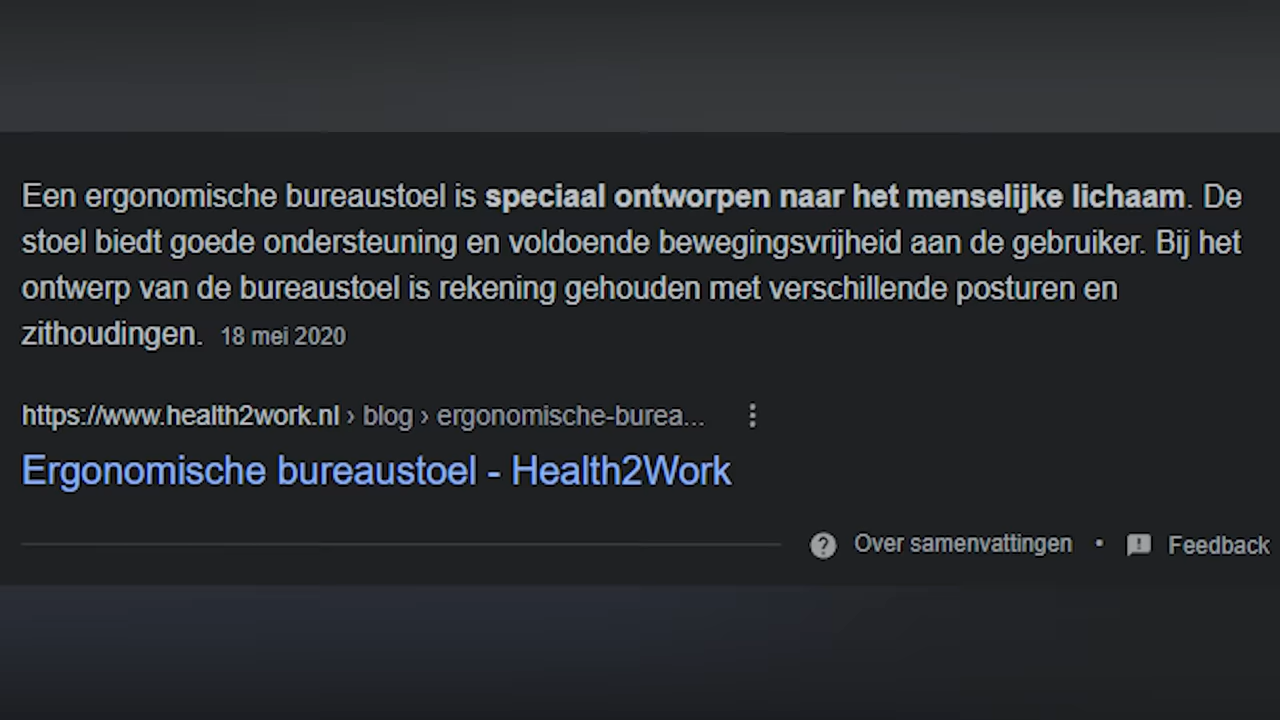 Een ergonomische bureaustoel is speciaal ontworpen naar het menselijke lichaam. De
stoel biedt goede ondersteuning en voldoende bewegingsvrijheid aan de gebruiker. Bij het
ontwerp van de bureaustoel is rekening gehouden met verschillende posturen en
zithoudingen. 18 mei 2020
https://www.health2work.nl › blog › ergonomische-burea...
Ergonomische bureaustoel - Health2Work
Over samenvattingen • Feedback